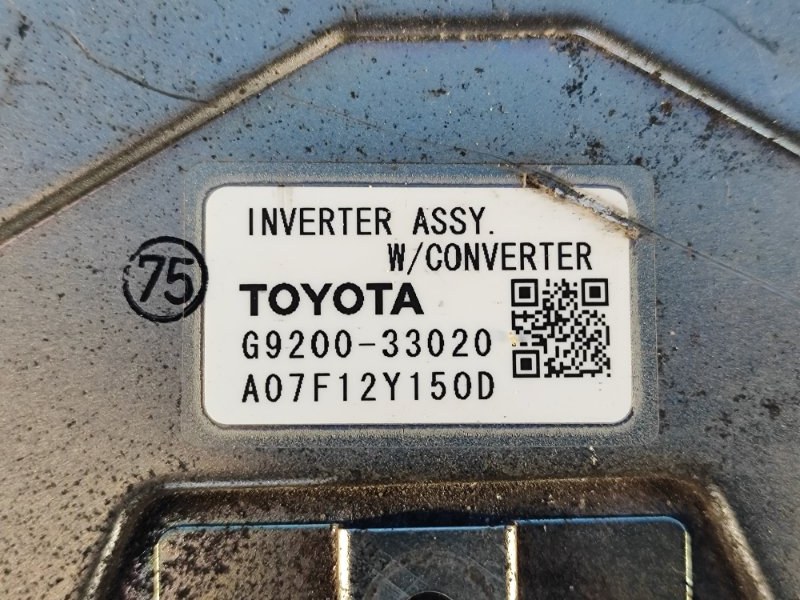 INVERTER ASSY.
W/CONVERTER
75
TOYOTA
G9200-33020
A07F12Y150D